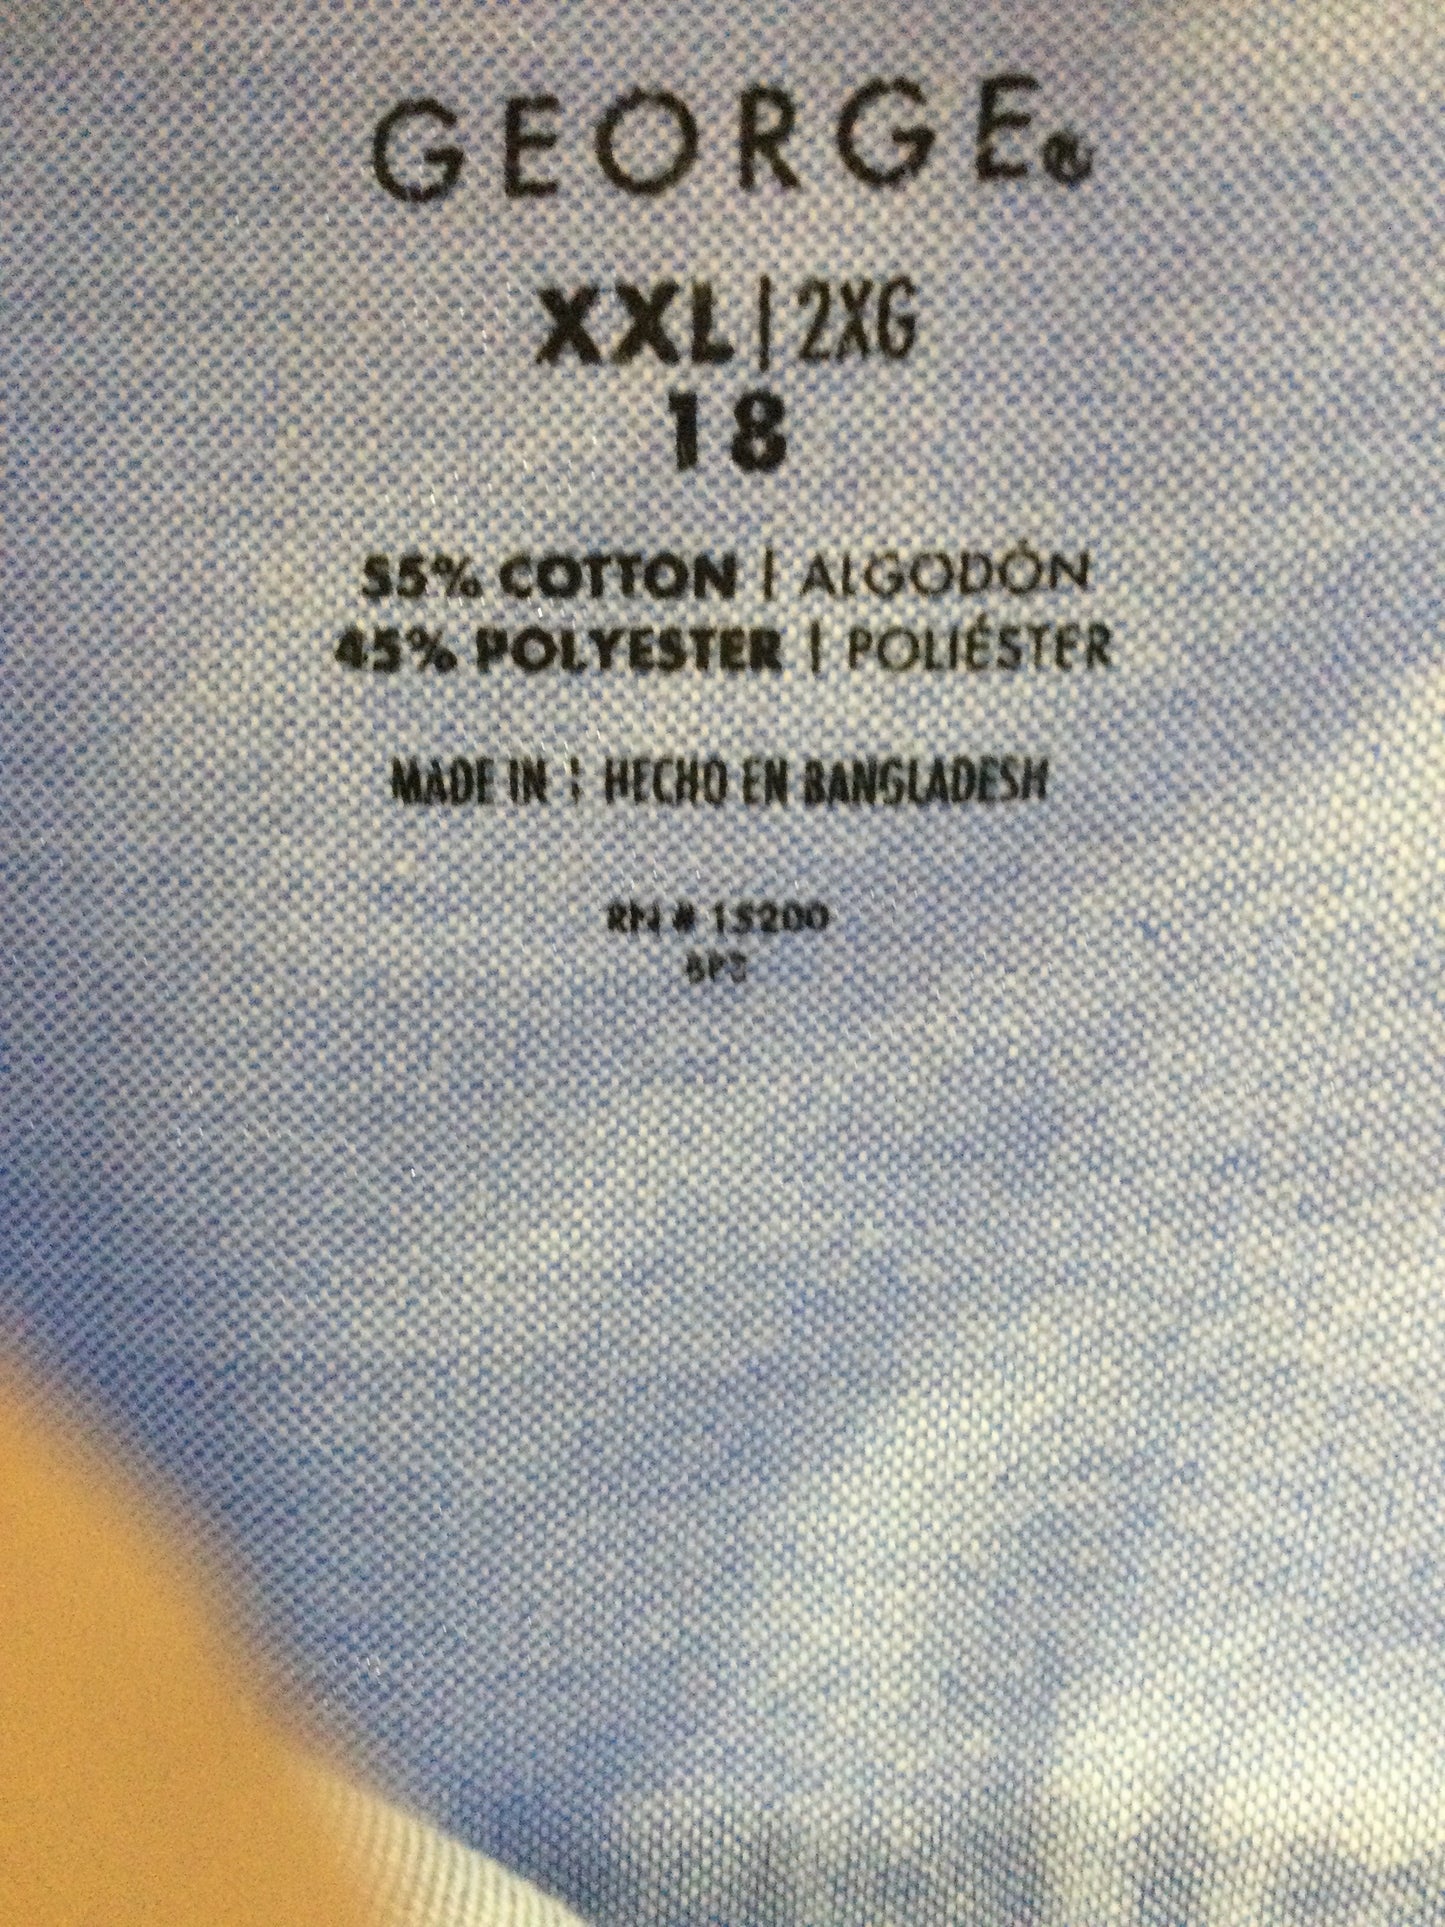 GEORGE®
XXL | 2XG
18
55% COTTON | ALGODÓN
45% POLYESTER | POLIÉSTER
MADE IN | HECHO EN BANGLADESH
RN # 15200